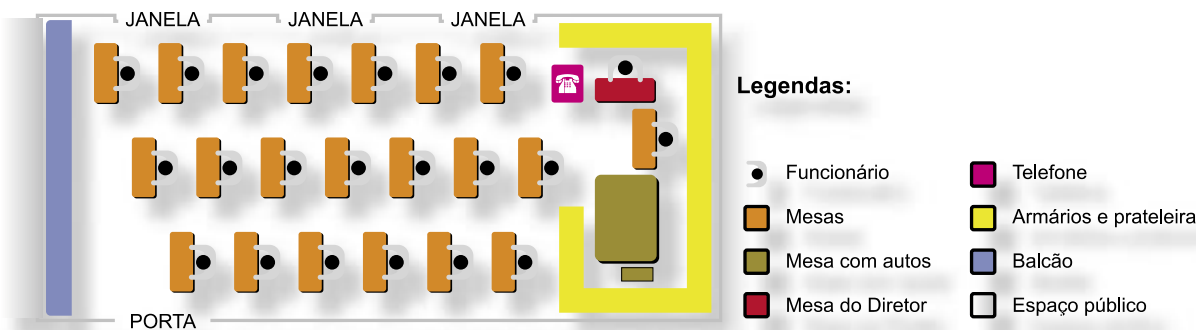 JANELA JANELA JANELA
PORTA
Legendas:
Funcionário
Mesas
Mesa com autos
Mesa do Diretor
Telefone
Armários e prateleira
Balcão
Espaço público